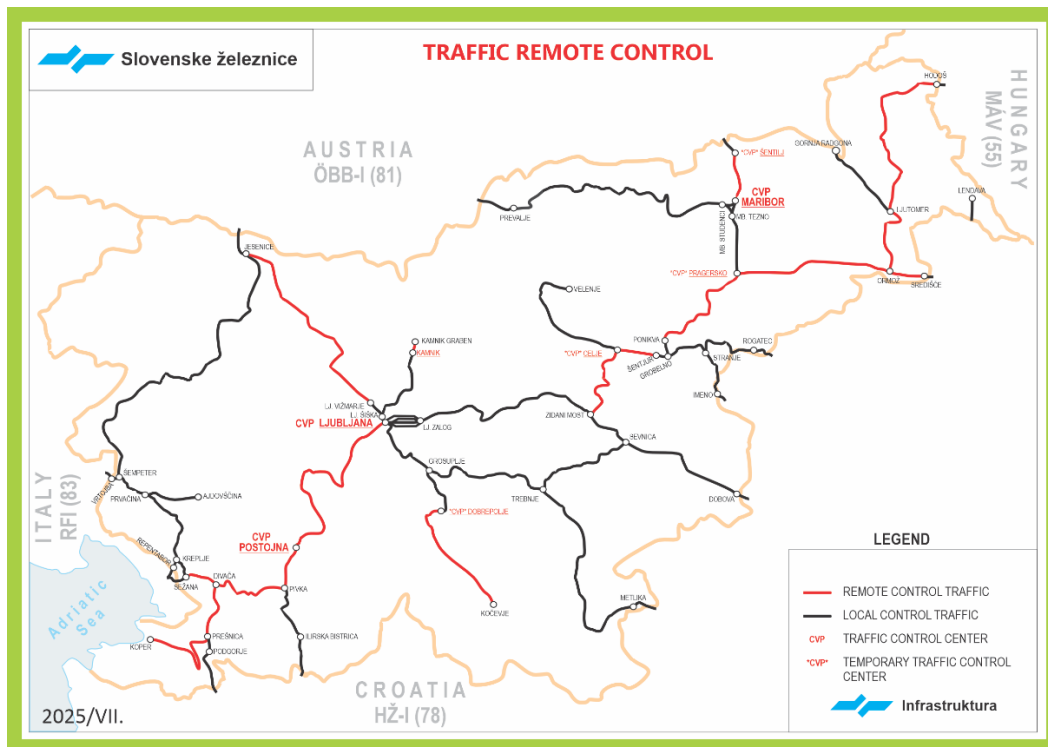 Slovenske železnice
TRAFFIC REMOTE CONTROL
HUNGARY
MÁV (55)
AUSTRIA
ÖBB-I (81)
HODOŠ
GORNJA RADGONA
"CVP" ŠENTILJ
CVP
MARIBOR
LENDAVA
PREVALJE
MB. STUDENCI
MB. TEZNO
LJUTOMER
JESENICE
"CVP" PRAGERSKO
ORMOŽ
SREDIŠČE
VELENJE
KAMNIK GRABEN
KAMNIK
PONIKVA
ROGATEC
"CVP" CELJE
ŠENTJUR
GROBELNO
STRANJE
IMENO
LJ. VIŽMARJE
LJ. ŠIŠKA
CVP LJUBLJANA
LJ. ZALOG
ZIDANI MOST
SEVNICA
GROSUPLJE
TREBNJE
DOBOVA
ITALY
RFI (83)
ŠEMPETER
VRTOJBA
PRVAČINA
AJDOVŠČINA
"CVP" DOBREPOLJE
CVP
POSTOJNA
REPENTABOR
KREPLJE
SEŽANA
DIVAČA
PIVKA
KOČEVJE
METLIKA
Adriatic
Sea
KOPER
PREŠNICA
PODGORJE
ILIRSKA BISTRICA
CROATIA
HŽ-I (78)
2025/VII.
LEGEND
REMOTE CONTROL TRAFFIC
LOCAL CONTROL TRAFFIC
CVP TRAFFIC CONTROL CENTER
"CVP" TEMPORARY TRAFFIC CONTROL
CENTER
Infrastruktura